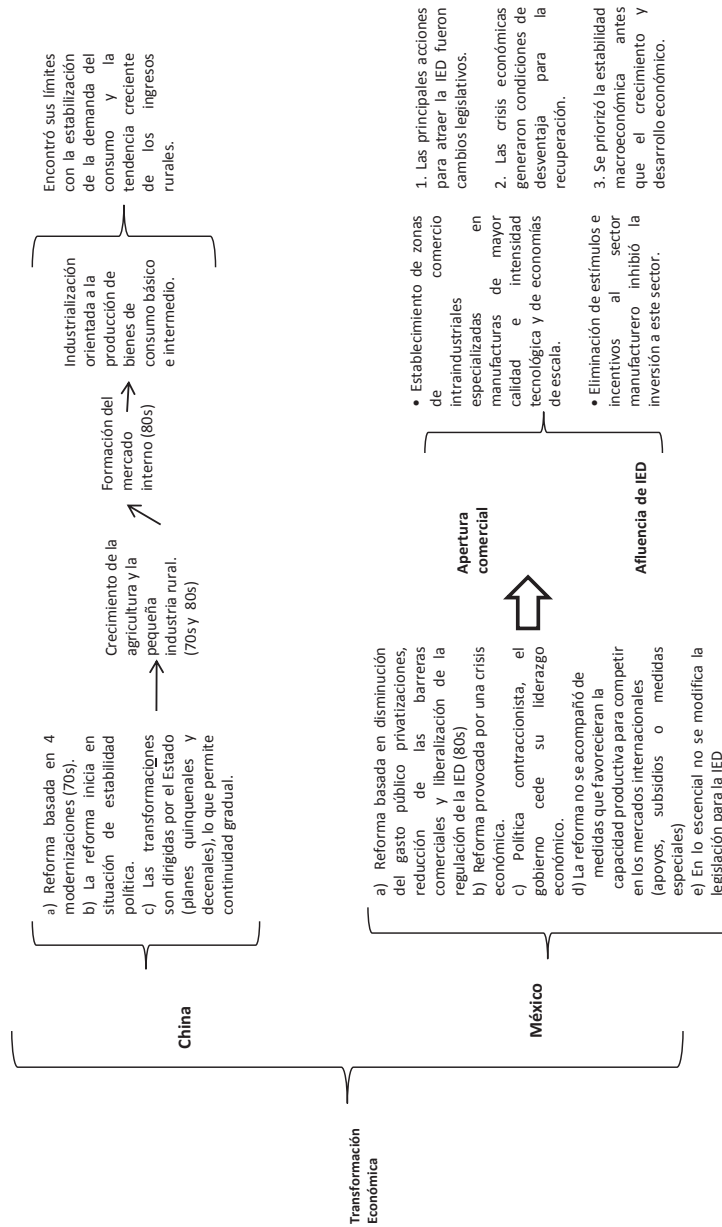 Transformación
Económica
China
a) Reforma basada en 4
modernizaciones (70s).
b) La reforma inicia en
situación de estabilidad
política.
c) Las transformaciones
son dirigidas por el Estado
(planes quinquenales y
decenales), lo que permite
continuidad gradual.
Crecimiento de la
agricultura y la
pequeña
industria rural.
(70s y 80s)
Formación del
mercado
interno (80s)
Industrialización
orientada a la
producción de
bienes de
consumo básico
e intermedio.
Encontró sus límites
con la estabilización
de la demanda del
consumo y la
tendencia creciente
de los ingresos
rurales.
México
a) Reforma basada en disminución
del gasto público privatizaciones,
reducción de las barreras
comerciales y liberalización de la
regulación de la IED (80s)
b) Reforma provocada por una crisis
económica.
c) Política contraccionista, el
gobierno cede su liderazgo
económico.
d) La reforma no se acompañó de
medidas que favorecieran la
capacidad productiva para competir
en los mercados internacionales
(apoyos, subsidios o medidas
especiales)
e) En lo escencial no se modifica la
legislación para la IED
Apertura
comercial
Afluencia de IED
• Establecimiento de zonas
de comercio
intraindustriales
especializadas en
manufacturas de mayor
calidad e intensidad
tecnológica y de economías
de escala.
• Eliminación de estímulos e
incentivos al sector
manufacturero inhibió la
inversión a este sector.
1. Las principales acciones
para atraer la IED fueron
cambios legislativos.
2. Las crisis económicas
generaron condiciones de
desventaja para la
recuperación.
3. Se priorizó la estabilidad
macroeconómica antes
que el crecimiento y
desarrollo económico.